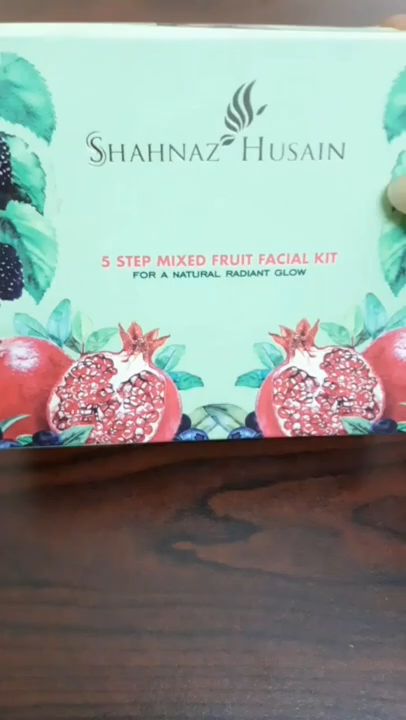 SHAHNAZ HUSAIN
5 STEP MIXED FRUIT FACIAL KIT
FOR A NATURAL RADIANT GLOW